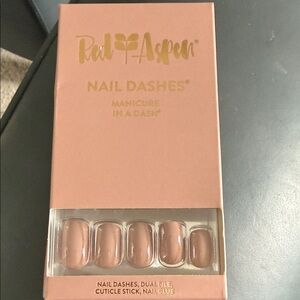 Red Aspen®
NAIL DASHES®
MANICURE
IN A DASH®
NAIL DASHES, DUAL FILE,
CUTICLE STICK, NAIL GLUE